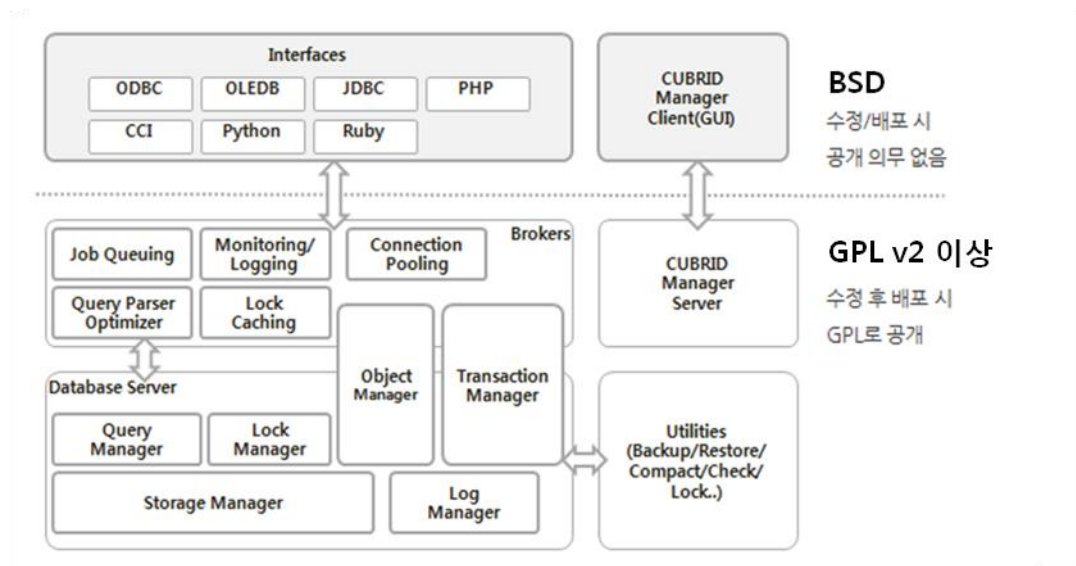 Interfaces
ODBC
OLEDB
JDBC
PHP
CCI
Python
Ruby
CUBRID
Manager
Client(GUI)
BSD
수정/배포 시
공개 의무 없음
Brokers
Job Queuing
Monitoring/
Logging
Connection
Pooling
Query Parser
Optimizer
Lock
Caching
CUBRID
Manager
Server
GPL v2 이상
수정 후 배포 시
GPL로 공개
Database Server
Object
Manager
Transaction
Manager
Query
Manager
Lock
Manager
Storage Manager
Log
Manager
Utilities
(Backup/Restore/
Compact/Check/
Lock..)